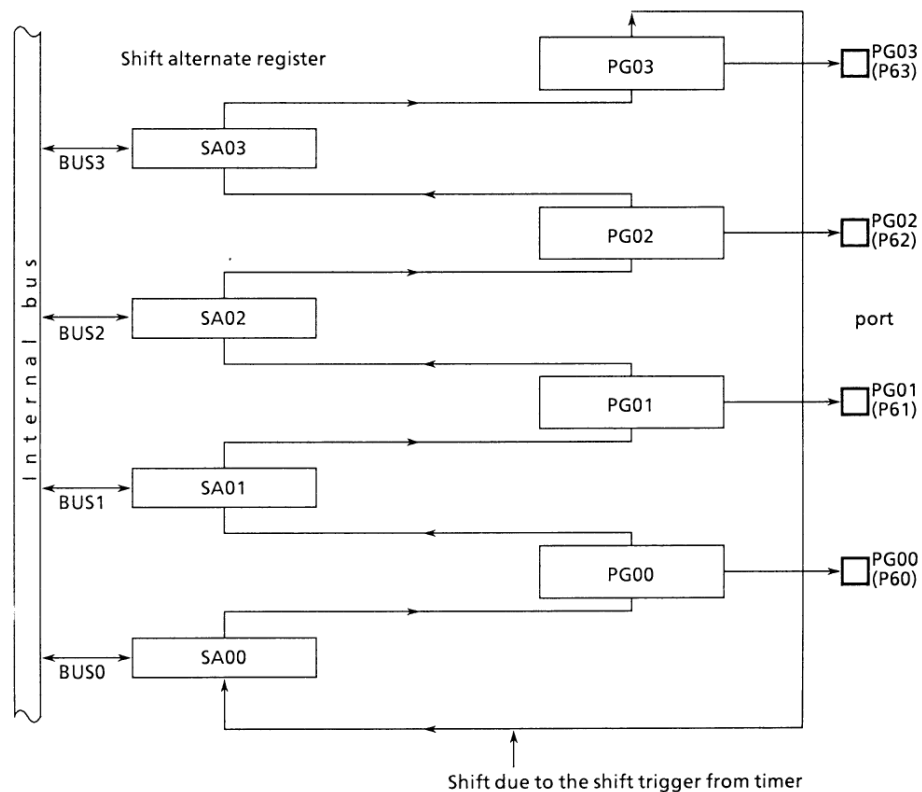 PG03
(P63)
Shift alternate register
PG03
SA03
BUS3
PG02
(P62)
PG02
Internal bus
SA02
BUS2
port
PG01
(P61)
PG01
SA01
BUS1
PG00
(P60)
PG00
SA00
BUS0
Shift due to the shift trigger from timer